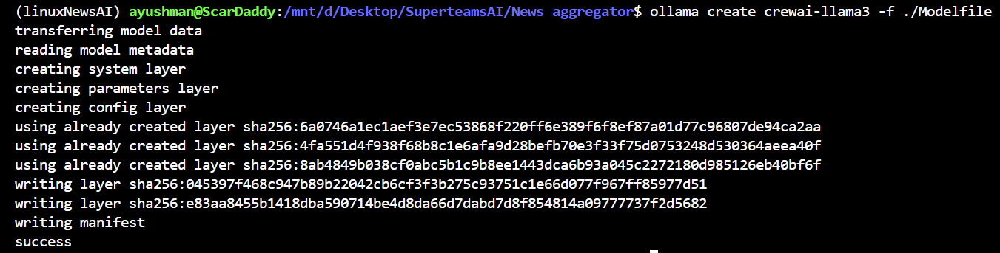 (linuxNewsAI) ayushman@ScarDaddy:/mnt/d/Desktop/SuperteamsAI/News aggregator$ ollama create crewai-llama3 -f ./Modelfile
transferring model data
reading model metadata
creating system layer
creating parameters layer
creating config layer
using already created layer sha256:6a0746a1ec1aef3e7ec53868f220ff6e389f6f8ef87a01d77c96807de94ca2aa
using already created layer sha256:4fa551d4f938f68b8c1e6afa9d28befb70e3f33f75d0753248d530364aeea40f
using already created layer sha256:8ab4849b038cf0abc5b1c9b8ee1443dca6b93a045c2272180d985126eb40bf6f
writing layer sha256:045397f468c947b89b22042cb6cf3f3b275c93751c1e66d077f967ff85977d51
writing layer sha256:e83aa8455b1418dba590714be4d8da66d7dabd7d8f854814a09777737f2d5682
writing manifest
success